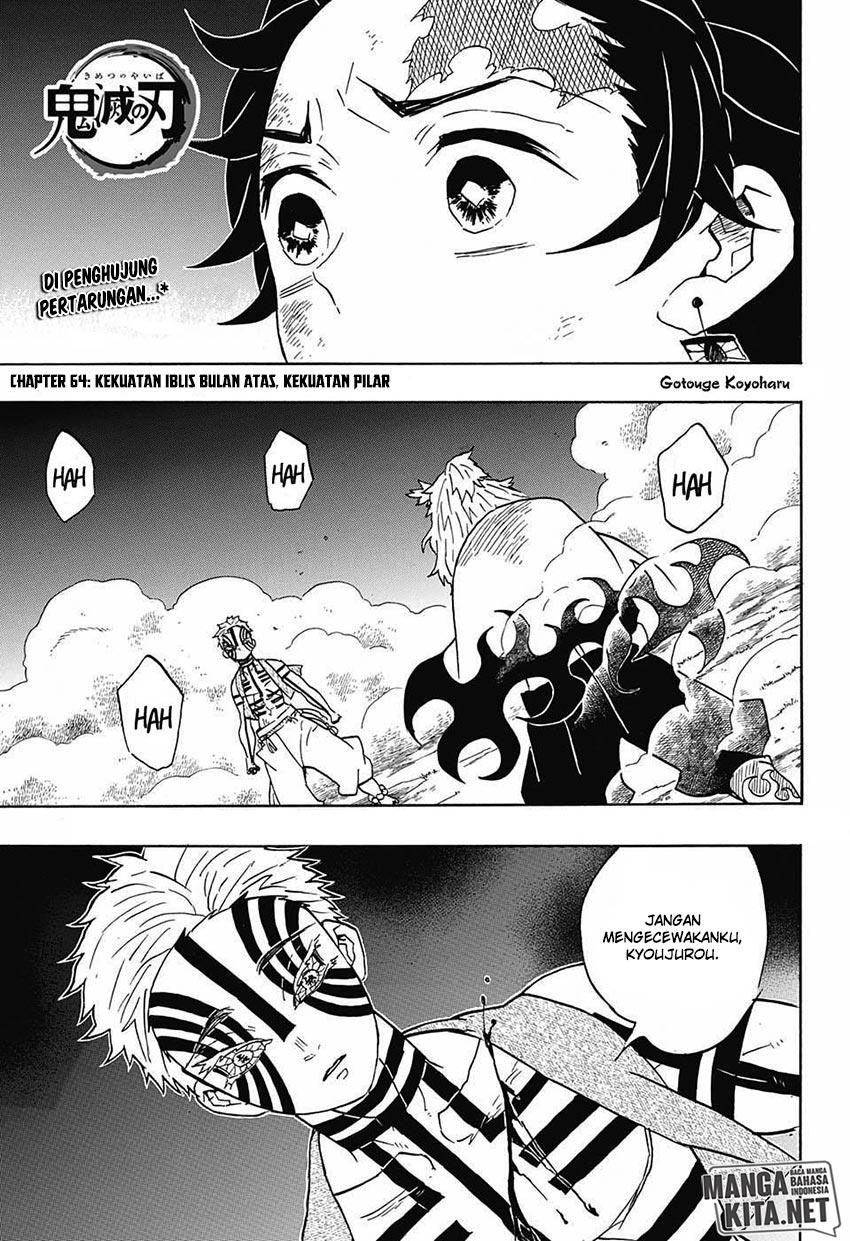 きめつのやいば
鬼滅の刃
DI PENGHUJUNG
PERTARUNGAN...*
CHAPTER 64: KEKUATAN IBLIS BULAN ATAS, KEKUATAN PILAR
Gotouge Koyoharu
HAH
HAH
HAH
HAH
JANGAN
MENGECEWAKANKU,
KYOUJUROU.
MANGA
BACA MANGA
BAHASA
INDONESIA
KITA.NET